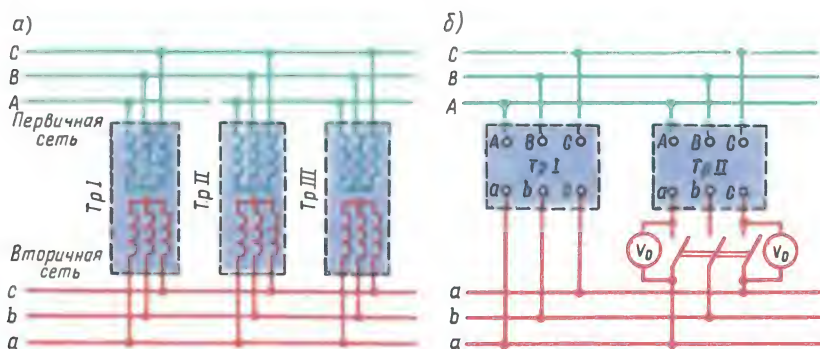 а)
C
B
A
Первичная сеть
Тр I
Тр II
Тр III
Вторичная сеть
c
b
a
б)
C
B
A
A B C
Тр I
a b c
A B C
Тр II
a b c
V₀
V₀
a
b
a